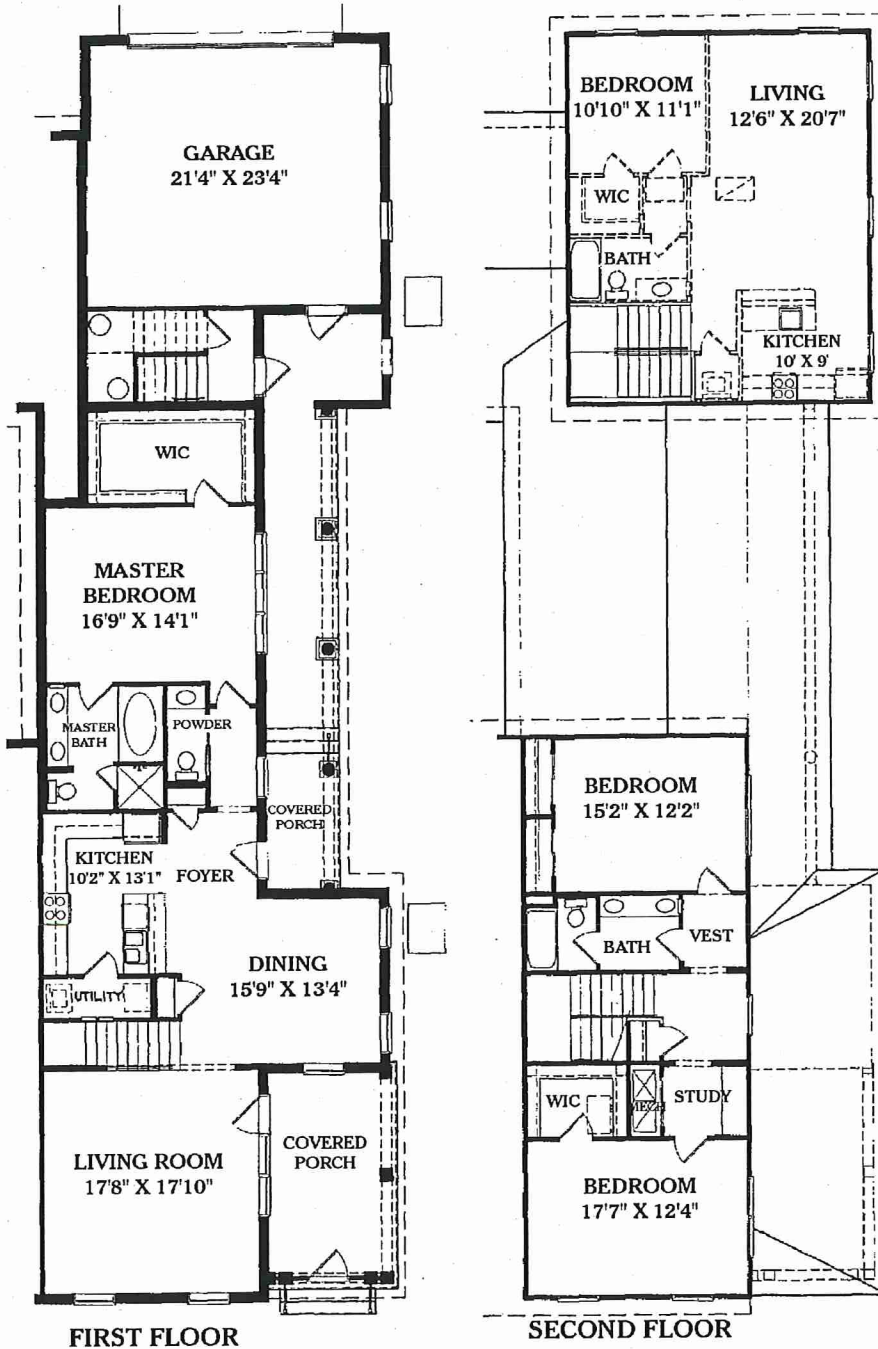 GARAGE
21'4" X 23'4"
WIC
MASTER
BEDROOM
16'9" X 14'1"
MASTER
BATH
POWDER
COVERED
PORCH
KITCHEN
10'2" X 13'1"
FOYER
DINING
15'9" X 13'4"
UTILITY
LIVING ROOM
17'8" X 17'10"
COVERED
PORCH
FIRST FLOOR
BEDROOM
10'10" X 11'1"
LIVING
12'6" X 20'7"
WIC
BATH
KITCHEN
10' X 9'
BEDROOM
15'2" X 12'2"
BATH
VEST
WIC
MECH
STUDY
BEDROOM
17'7" X 12'4"
SECOND FLOOR